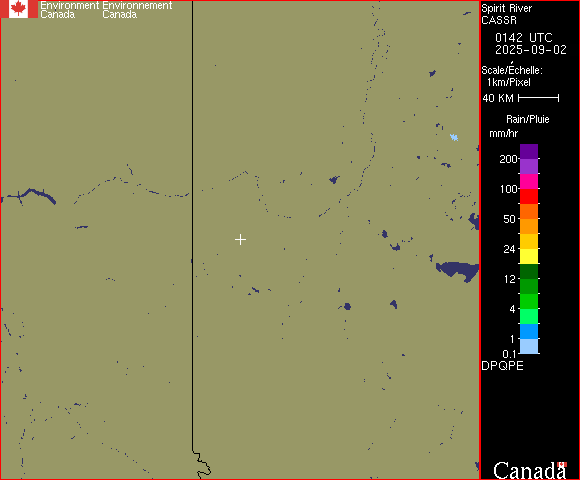 Environment Environnement
Canada Canada
Spirit River
CASSR
0142 UTC
2025-09-02
Scale/Échelle:
1km/Pixel
40 KM
Rain/Pluie
mm/hr
200
100
50
24
12
4
1
0.1
DPQPE
Canada